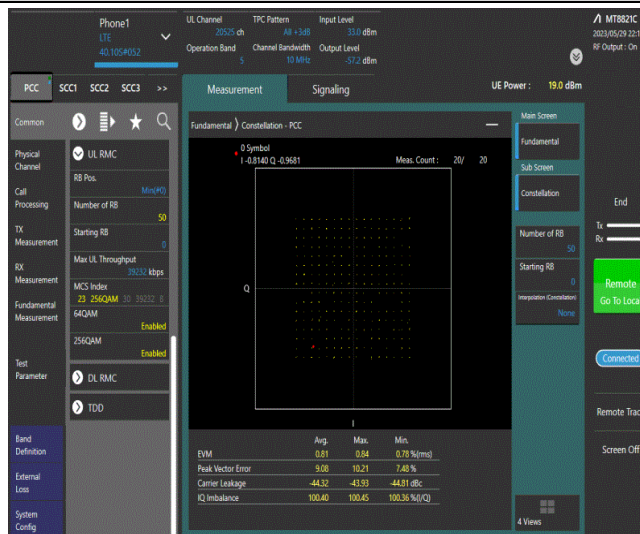 Phone1
LTE
40.10S#052
UL Channel
20525 ch
TPC Pattern
All +3dB
Input Level
33.0 dBm
Operation Band
5
Channel Bandwidth
10 MHz
Output Level
-57.2 dBm
MT8821C
2023/05/29 22:1
RF Output : On
PCC SCC1 SCC2 SCC3 >>
Measurement
Signaling
UE Power : 19.0 dBm
Common
Physical
Channel
Call
Processing
TX
Measurement
RX
Measurement
Fundamental
Measurement
Test
Parameter
Band
Definition
External
Loss
System
Config
UL RMC
RB Pos.
Min(#0)
Number of RB
50
Starting RB
0
Max UL Throughput
39232 kbps
MCS Index
23 256QAM 30 39232 8
64QAM
Enabled
256QAM
Enabled
DL RMC
TDD
Fundamental Constellation - PCC
0 Symbol
I -0.8140 Q -0.9681
Meas. Count : 20/ 20
Q
I
Avg. Max. Min.
EVM 0.81 0.84 0.78 %(rms)
Peak Vector Error 9.08 10.21 7.48 %
Carrier Leakage -44.32 -43.93 -44.81 dBc
IQ Imbalance 100.40 100.45 100.36 %(I/Q)
Main Screen
Fundamental
Sub Screen
Constellation
Number of RB
50
Starting RB
0
Interpolation (Constellation)
None
4 Views
End
Tx
Rx
Remote
Go To Loca
Connected
Remote Trac
Screen Off